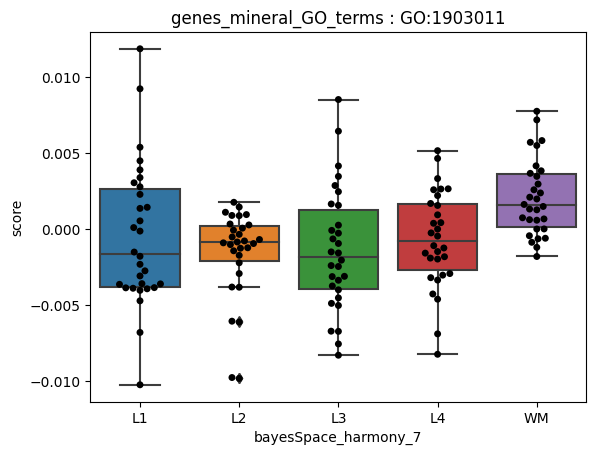 genes_mineral_GO_terms : GO:1903011
0.010
0.005
0.000
−0.005
−0.010
score
L1 L2 L3 L4 WM
bayesSpace_harmony_7